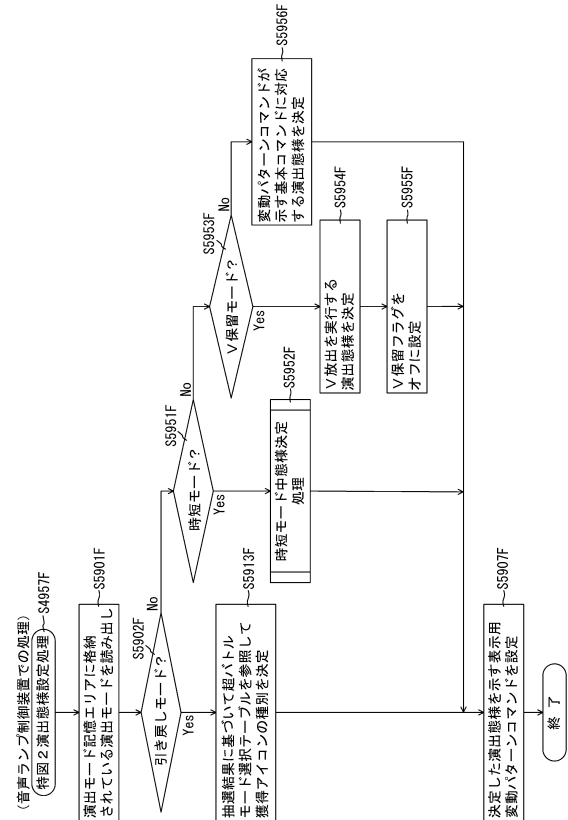 (音声ランプ制御装置での処理)
特図2演出態様設定処理
S4957F
演出モード記憶エリアに格納
されている演出モードを読み出し
S5901F
引き戻しモード?
S5902F
No
Yes
時短モード?
S5951F
No
Yes
V保留モード?
S5953F
No
Yes
抽選結果に基づいて超バトル
モード選択テーブルを参照して
獲得アイコンの種別を決定
S5913F
時短モード中態様決定
処理
S5952F
V放出を実行する
演出態様を決定
S5954F
V保留フラグを
オフに設定
S5955F
変動パターンコマンドが
示す基本コマンドに対応
する演出態様を決定
S5956F
決定した演出態様を示す表示用
変動パターンコマンドを設定
S5907F
終了